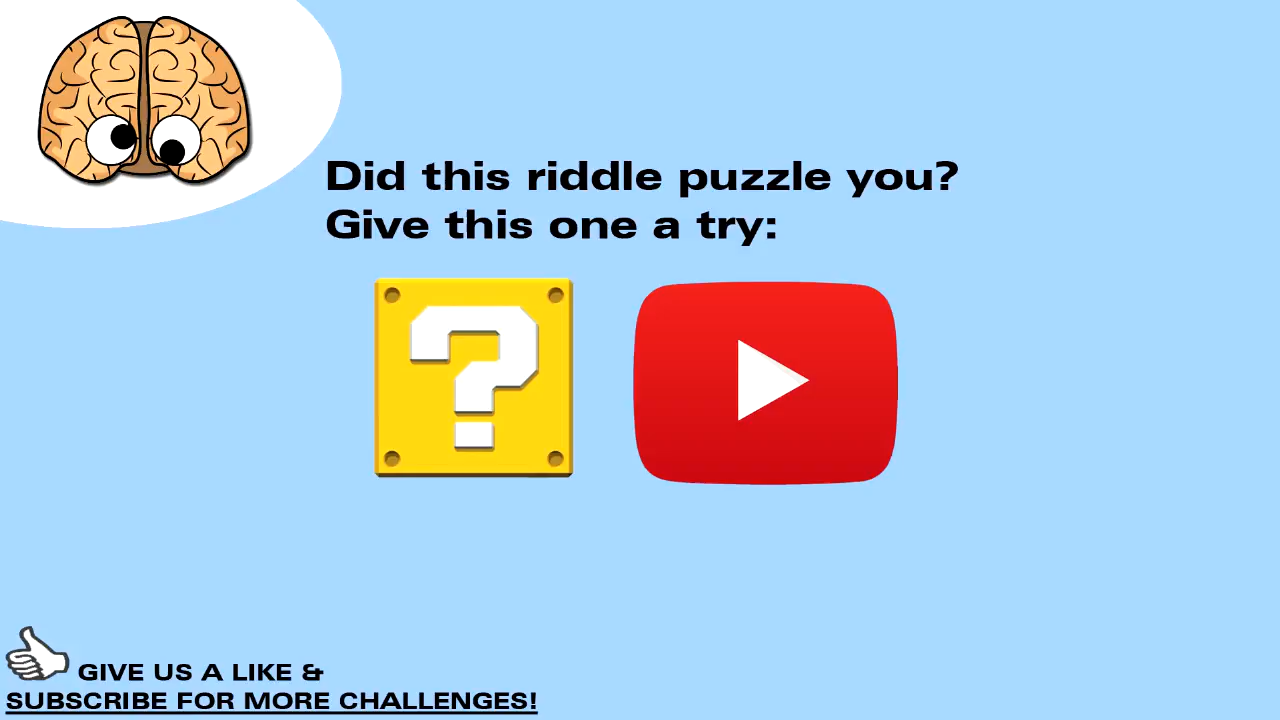 Did this riddle puzzle you?
Give this one a try:
?
GIVE US A LIKE &
SUBSCRIBE FOR MORE CHALLENGES!